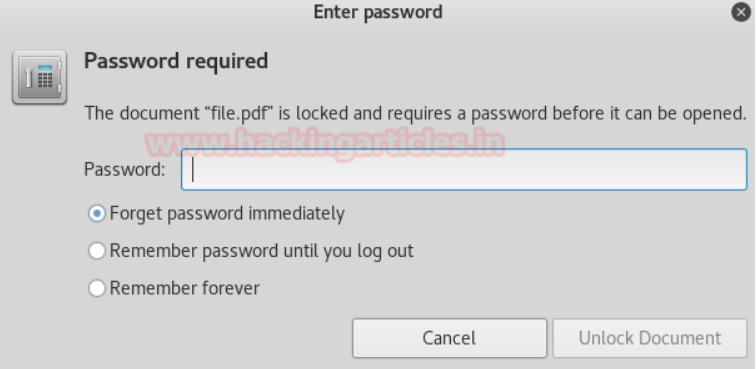 Enter password
Password required
The document “file.pdf” is locked and requires a password before it can be opened.
www.hackingarticles.in
Password:
Forget password immediately
Remember password until you log out
Remember forever
Cancel
Unlock Document